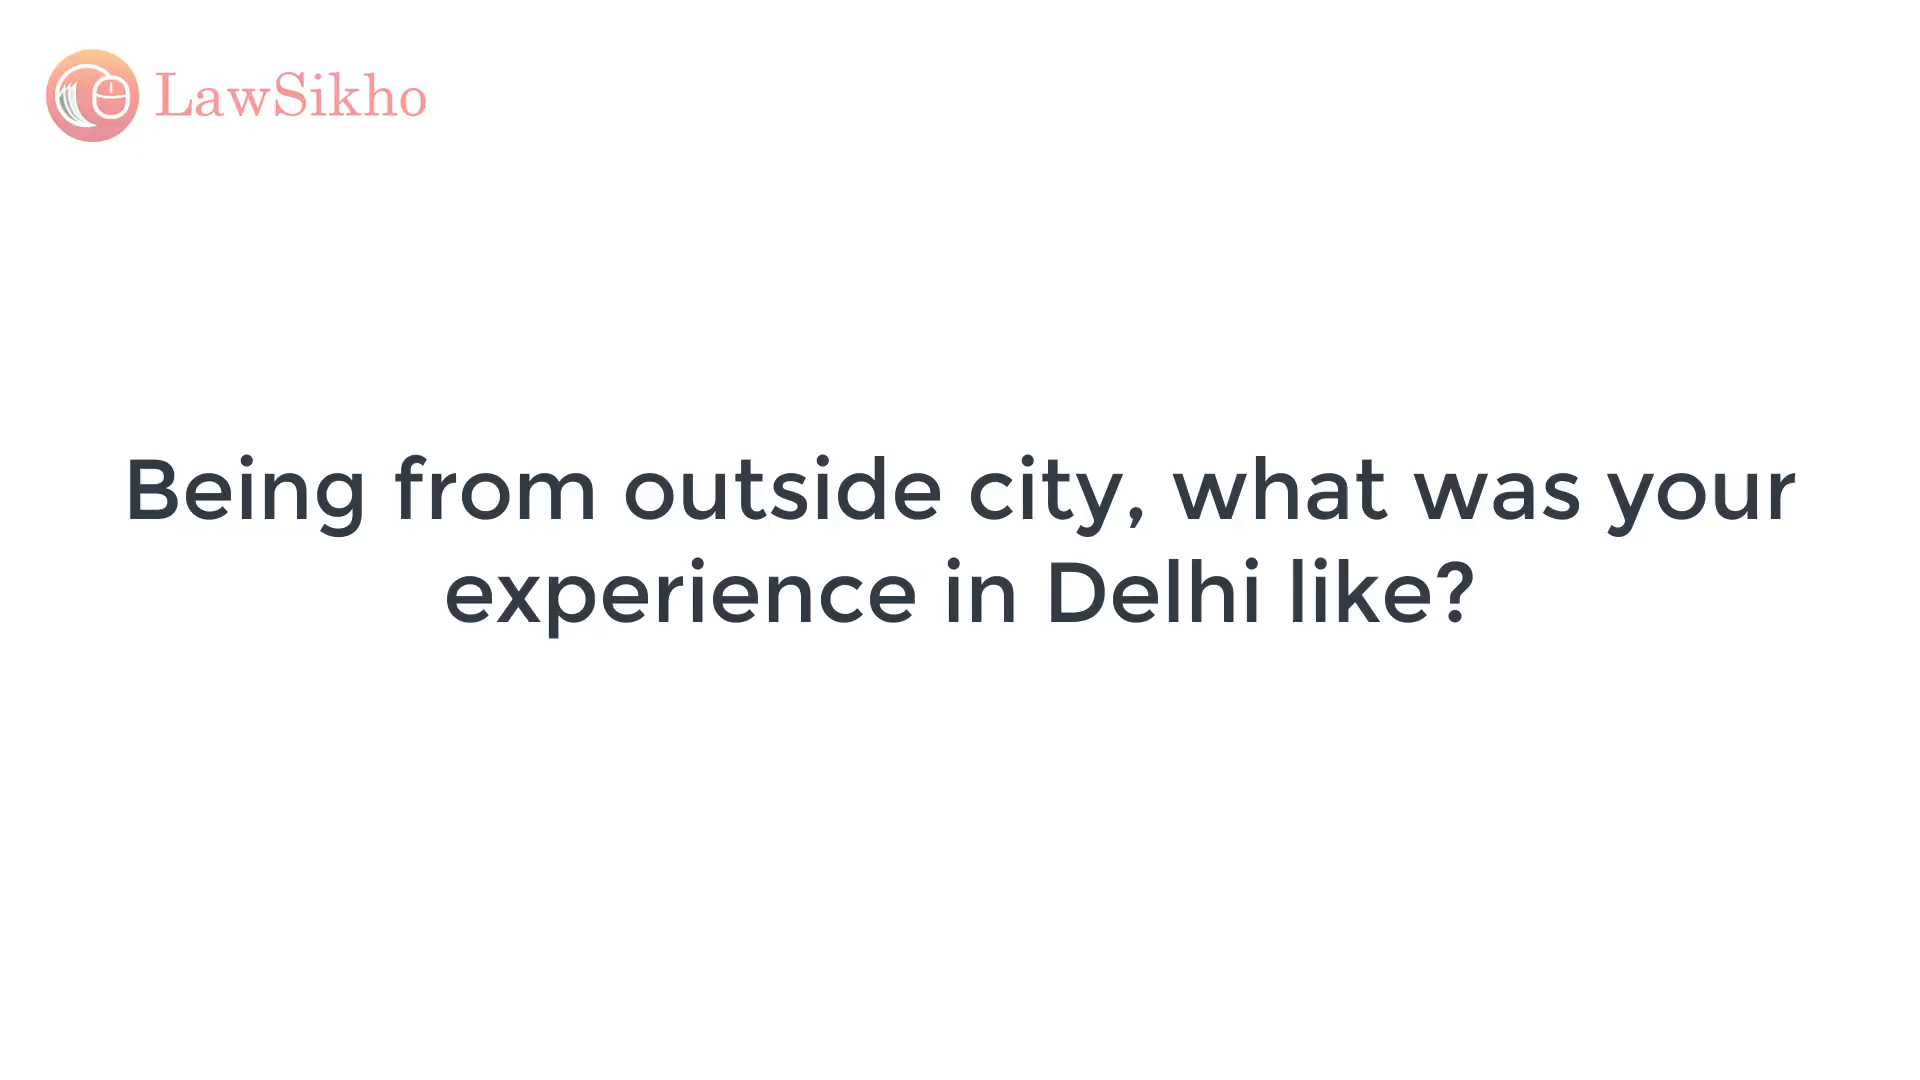 LawSikho
Being from outside city, what was your
experience in Delhi like?